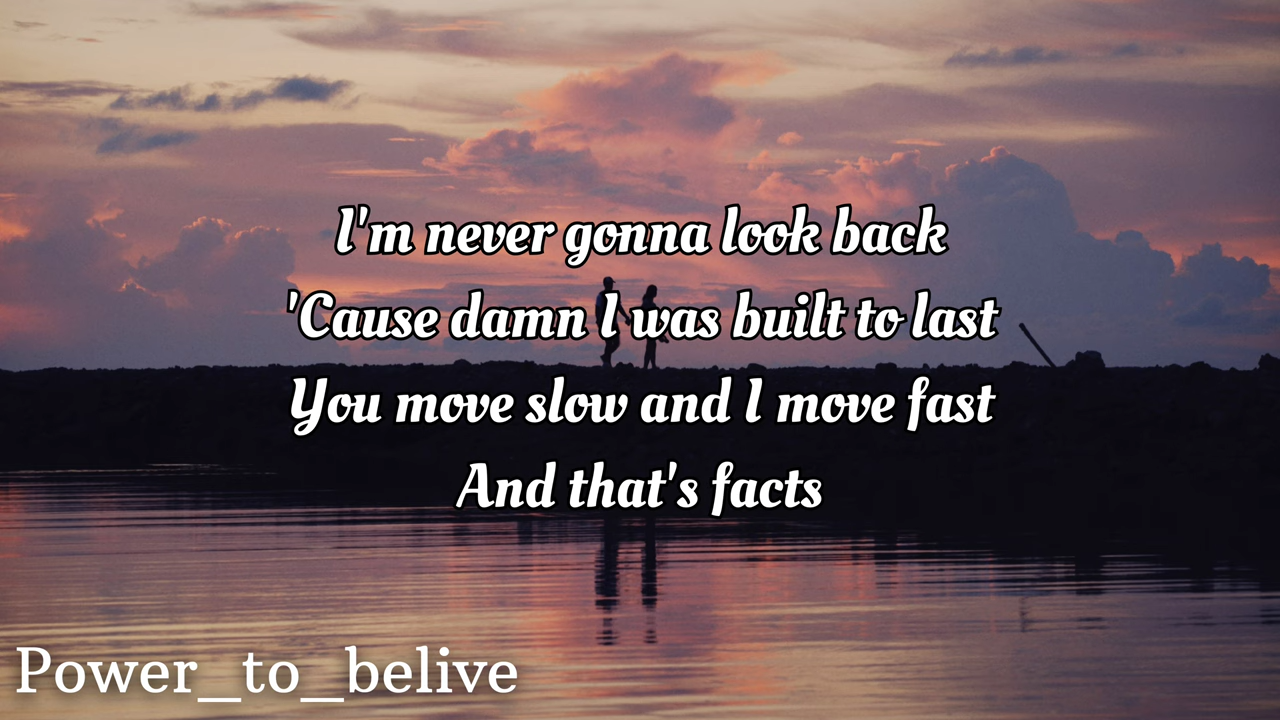 I'm never gonna look back
'Cause damn I was built to last
You move slow and I move fast
And that's facts
Power_to_belive